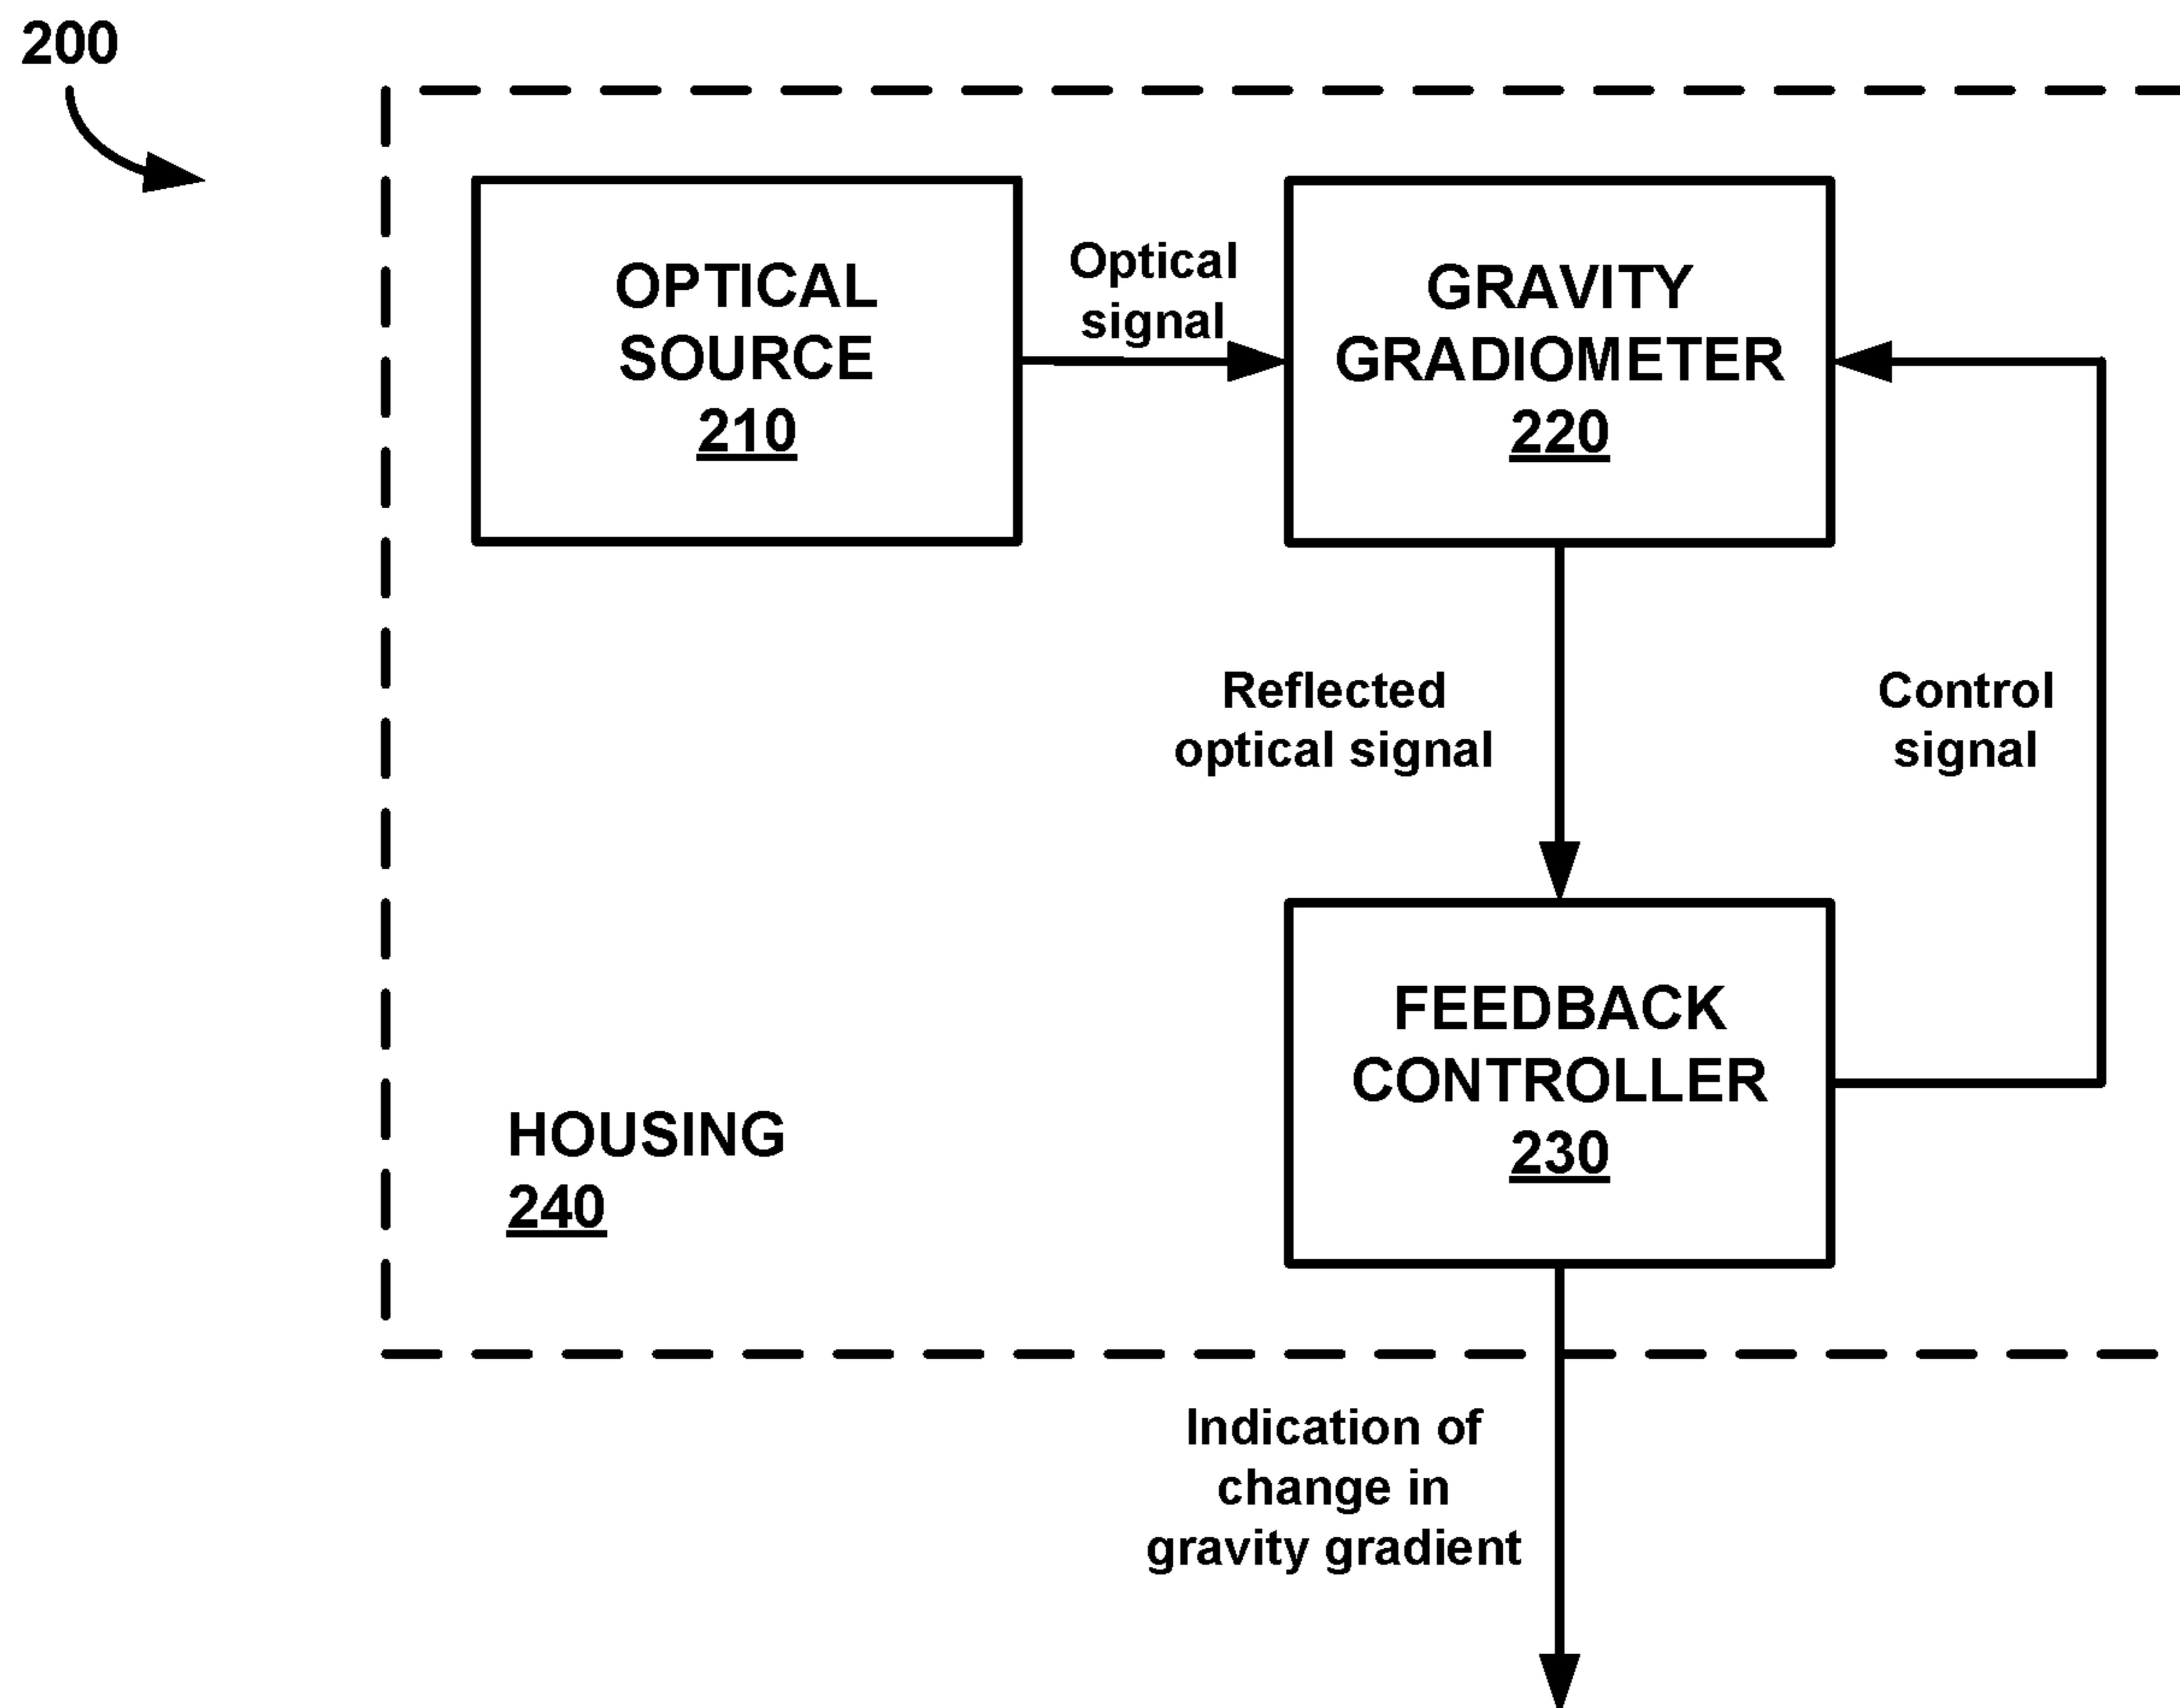 200
OPTICAL
SOURCE
210
Optical
signal
GRAVITY
GRADIOMETER
220
Reflected
optical signal
Control
signal
FEEDBACK
CONTROLLER
230
HOUSING
240
Indication of
change in
gravity gradient